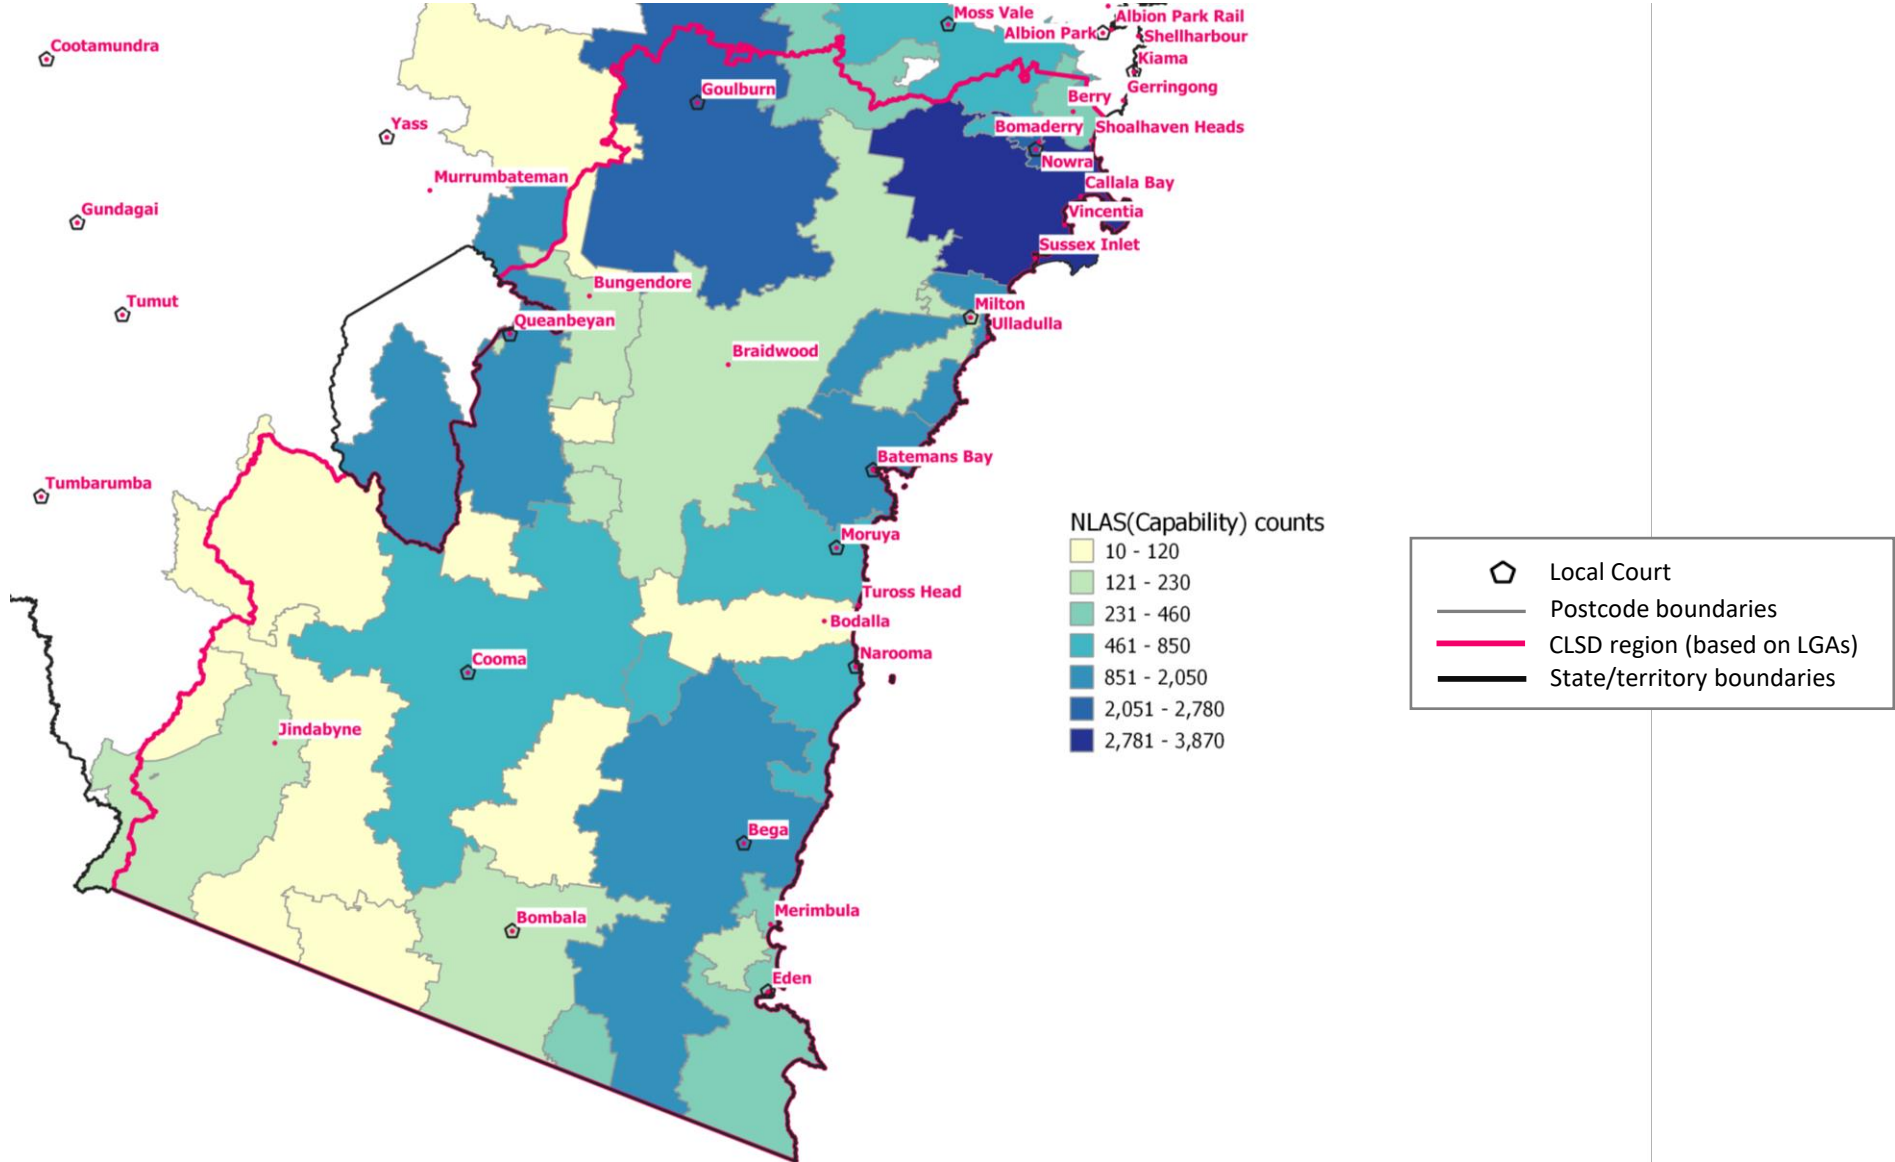 Moss Vale
Albion Park Rail
Albion Park
Shellharbour
Cootamundra
Kiama
Goulburn
Gerringong
Berry
Yass
Bomaderry
Shoalhaven Heads
Nowra
Murrumbateman
Callala Bay
Gundagai
Vincentia
Sussex Inlet
Bungendore
Tumut
Milton
Queanbeyan
Ulladulla
Braidwood
Batemans Bay
Tumbarumba
NLAS(Capability) counts
10 - 120
121 - 230
231 - 460
461 - 850
851 - 2,050
2,051 - 2,780
2,781 - 3,870
Local Court
Postcode boundaries
CLSD region (based on LGAs)
State/territory boundaries
Moruya
Tuross Head
Bodalla
Narooma
Cooma
Jindabyne
Bega
Merimbula
Bombala
Eden